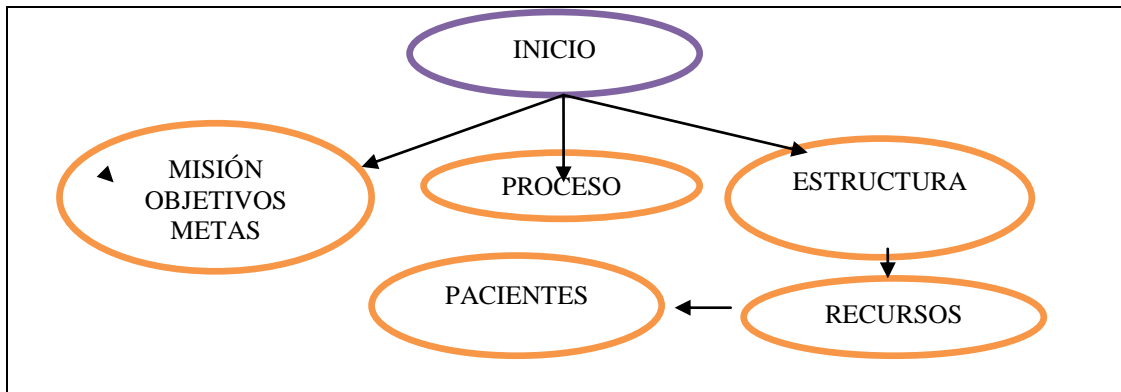 INICIO
MISIÓN
OBJETIVOS
METAS
PROCESO
ESTRUCTURA
PACIENTES
RECURSOS